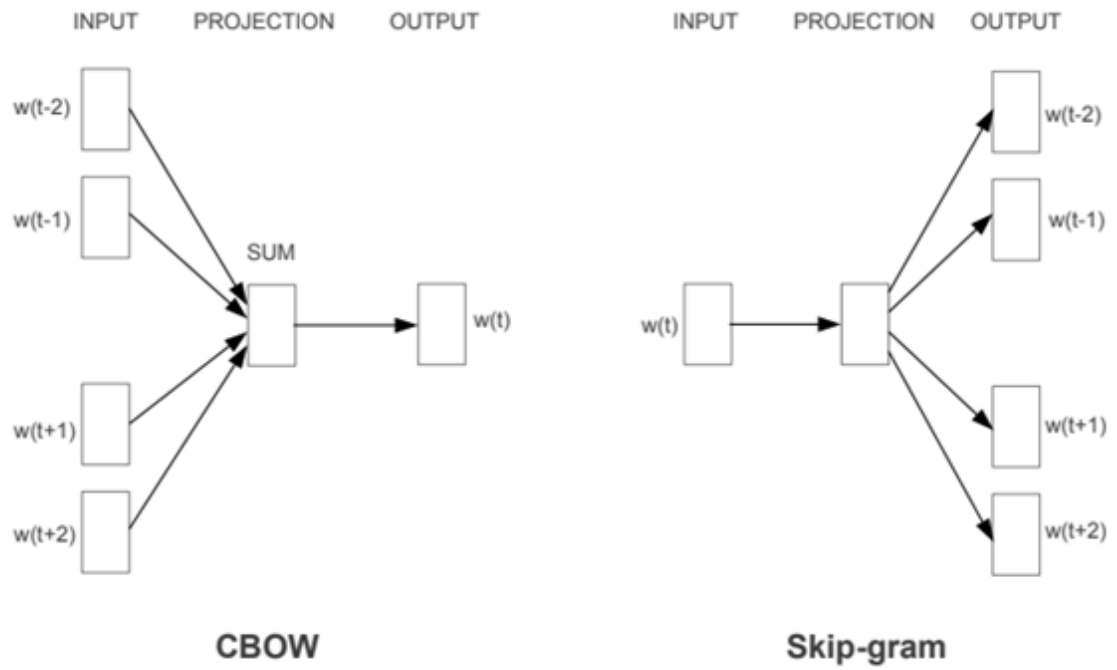 INPUT PROJECTION OUTPUT
w(t-2)
w(t-1)
SUM
w(t)
w(t+1)
w(t+2)
CBOW
INPUT PROJECTION OUTPUT
w(t-2)
w(t-1)
w(t)
w(t+1)
w(t+2)
Skip-gram